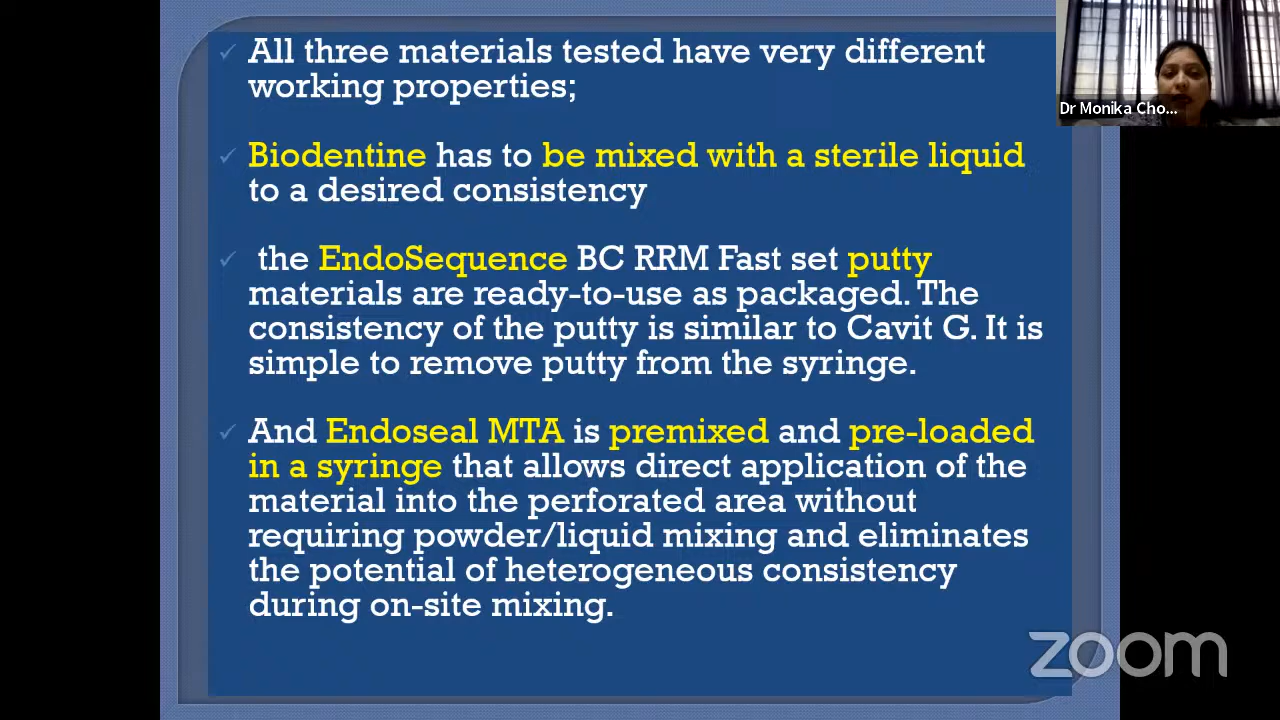 All three materials tested have very different
working properties;
Biodentine has to be mixed with a sterile liquid
to a desired consistency
the EndoSequence BC RRM Fast set putty
materials are ready-to-use as packaged. The
consistency of the putty is similar to Cavit G. It is
simple to remove putty from the syringe.
And Endoseal MTA is premixed and pre-loaded
in a syringe that allows direct application of the
material into the perforated area without
requiring powder/liquid mixing and eliminates
the potential of heterogeneous consistency
during on-site mixing.
Dr Monika Cho...
zoom